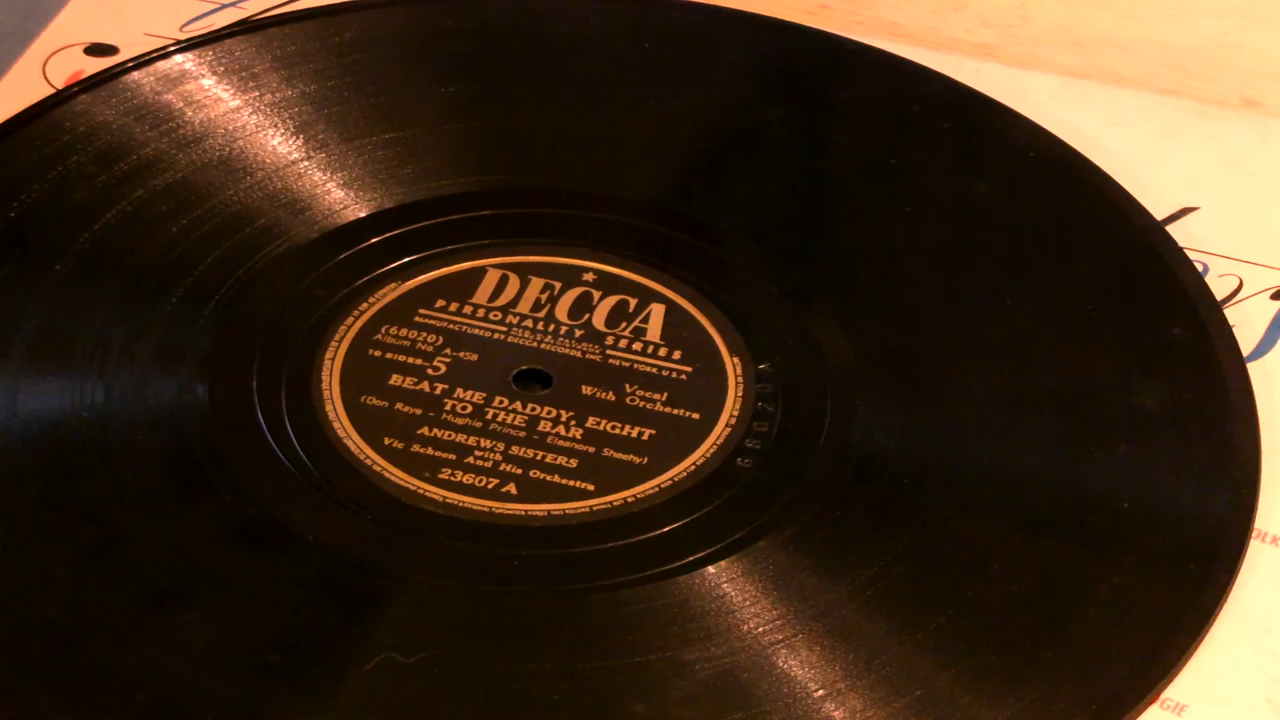 DECCA
PERSONALITY SERIES
MANUFACTURED BY DECCA RECORDS, INC. NEW YORK, U.S.A.
(68020)
Album No. A-458
10 SIDES-5
Vocal
With Orchestra
BEAT ME DADDY, EIGHT
TO THE BAR
(Don Raye - Hughie Prince - Eleanore Sheehy)
ANDREWS SISTERS
with
Vic Schoen And His Orchestra
23607 A